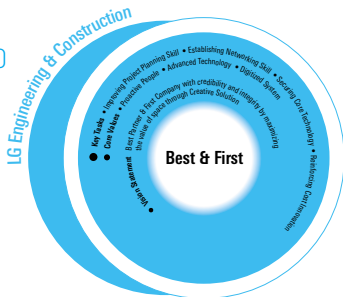 LG Engineering & Construction
● Key Tasks • Improving Project Planning Skill • Establishing Networking Skill • Securing Core Technology • Reinforcing Cost Innovation
● Core Values • Proactive People • Advanced Technology • Digitized System
• Vision Statement Best Partner & First Company with credibility and integrity by maximizing
the value of space through Creative Solution
Best & First